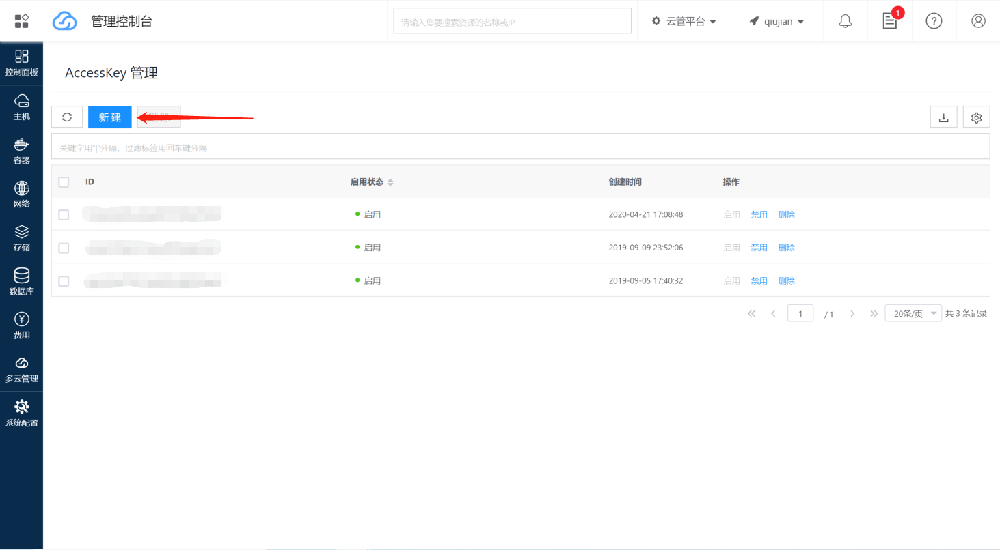 管理控制台
请输入您要搜索资源的名称或IP
云管平台
qiujian
1
控制面板
主机
容器
网络
存储
数据库
费用
多云管理
系统配置
AccessKey 管理
新建
关键字用"|"分隔，过滤标签用回车键分隔
ID 启用状态 创建时间 操作
启用 2020-04-21 17:08:48 启用 禁用 删除
启用 2019-09-09 23:52:06 启用 禁用 删除
启用 2019-09-05 17:40:32 启用 禁用 删除
1 / 1 20条/页 共 3 条记录